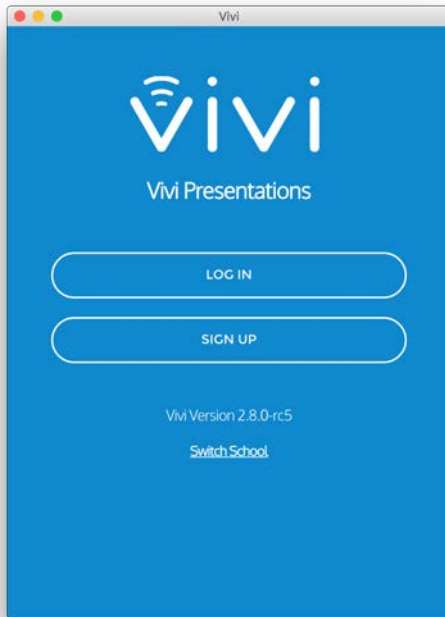 Vivi
vivi
Vivi Presentations
LOG IN
SIGN UP
Vivi Version 2.8.0-rc5
Switch School